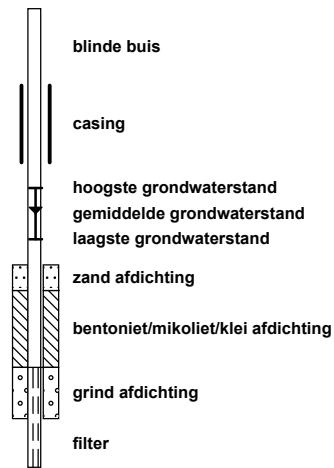 blinde buis
casing
hoogste grondwaterstand
gemiddelde grondwaterstand
laagste grondwaterstand
zand afdichting
bentoniet/mikoliet/klei afdichting
grind afdichting
filter